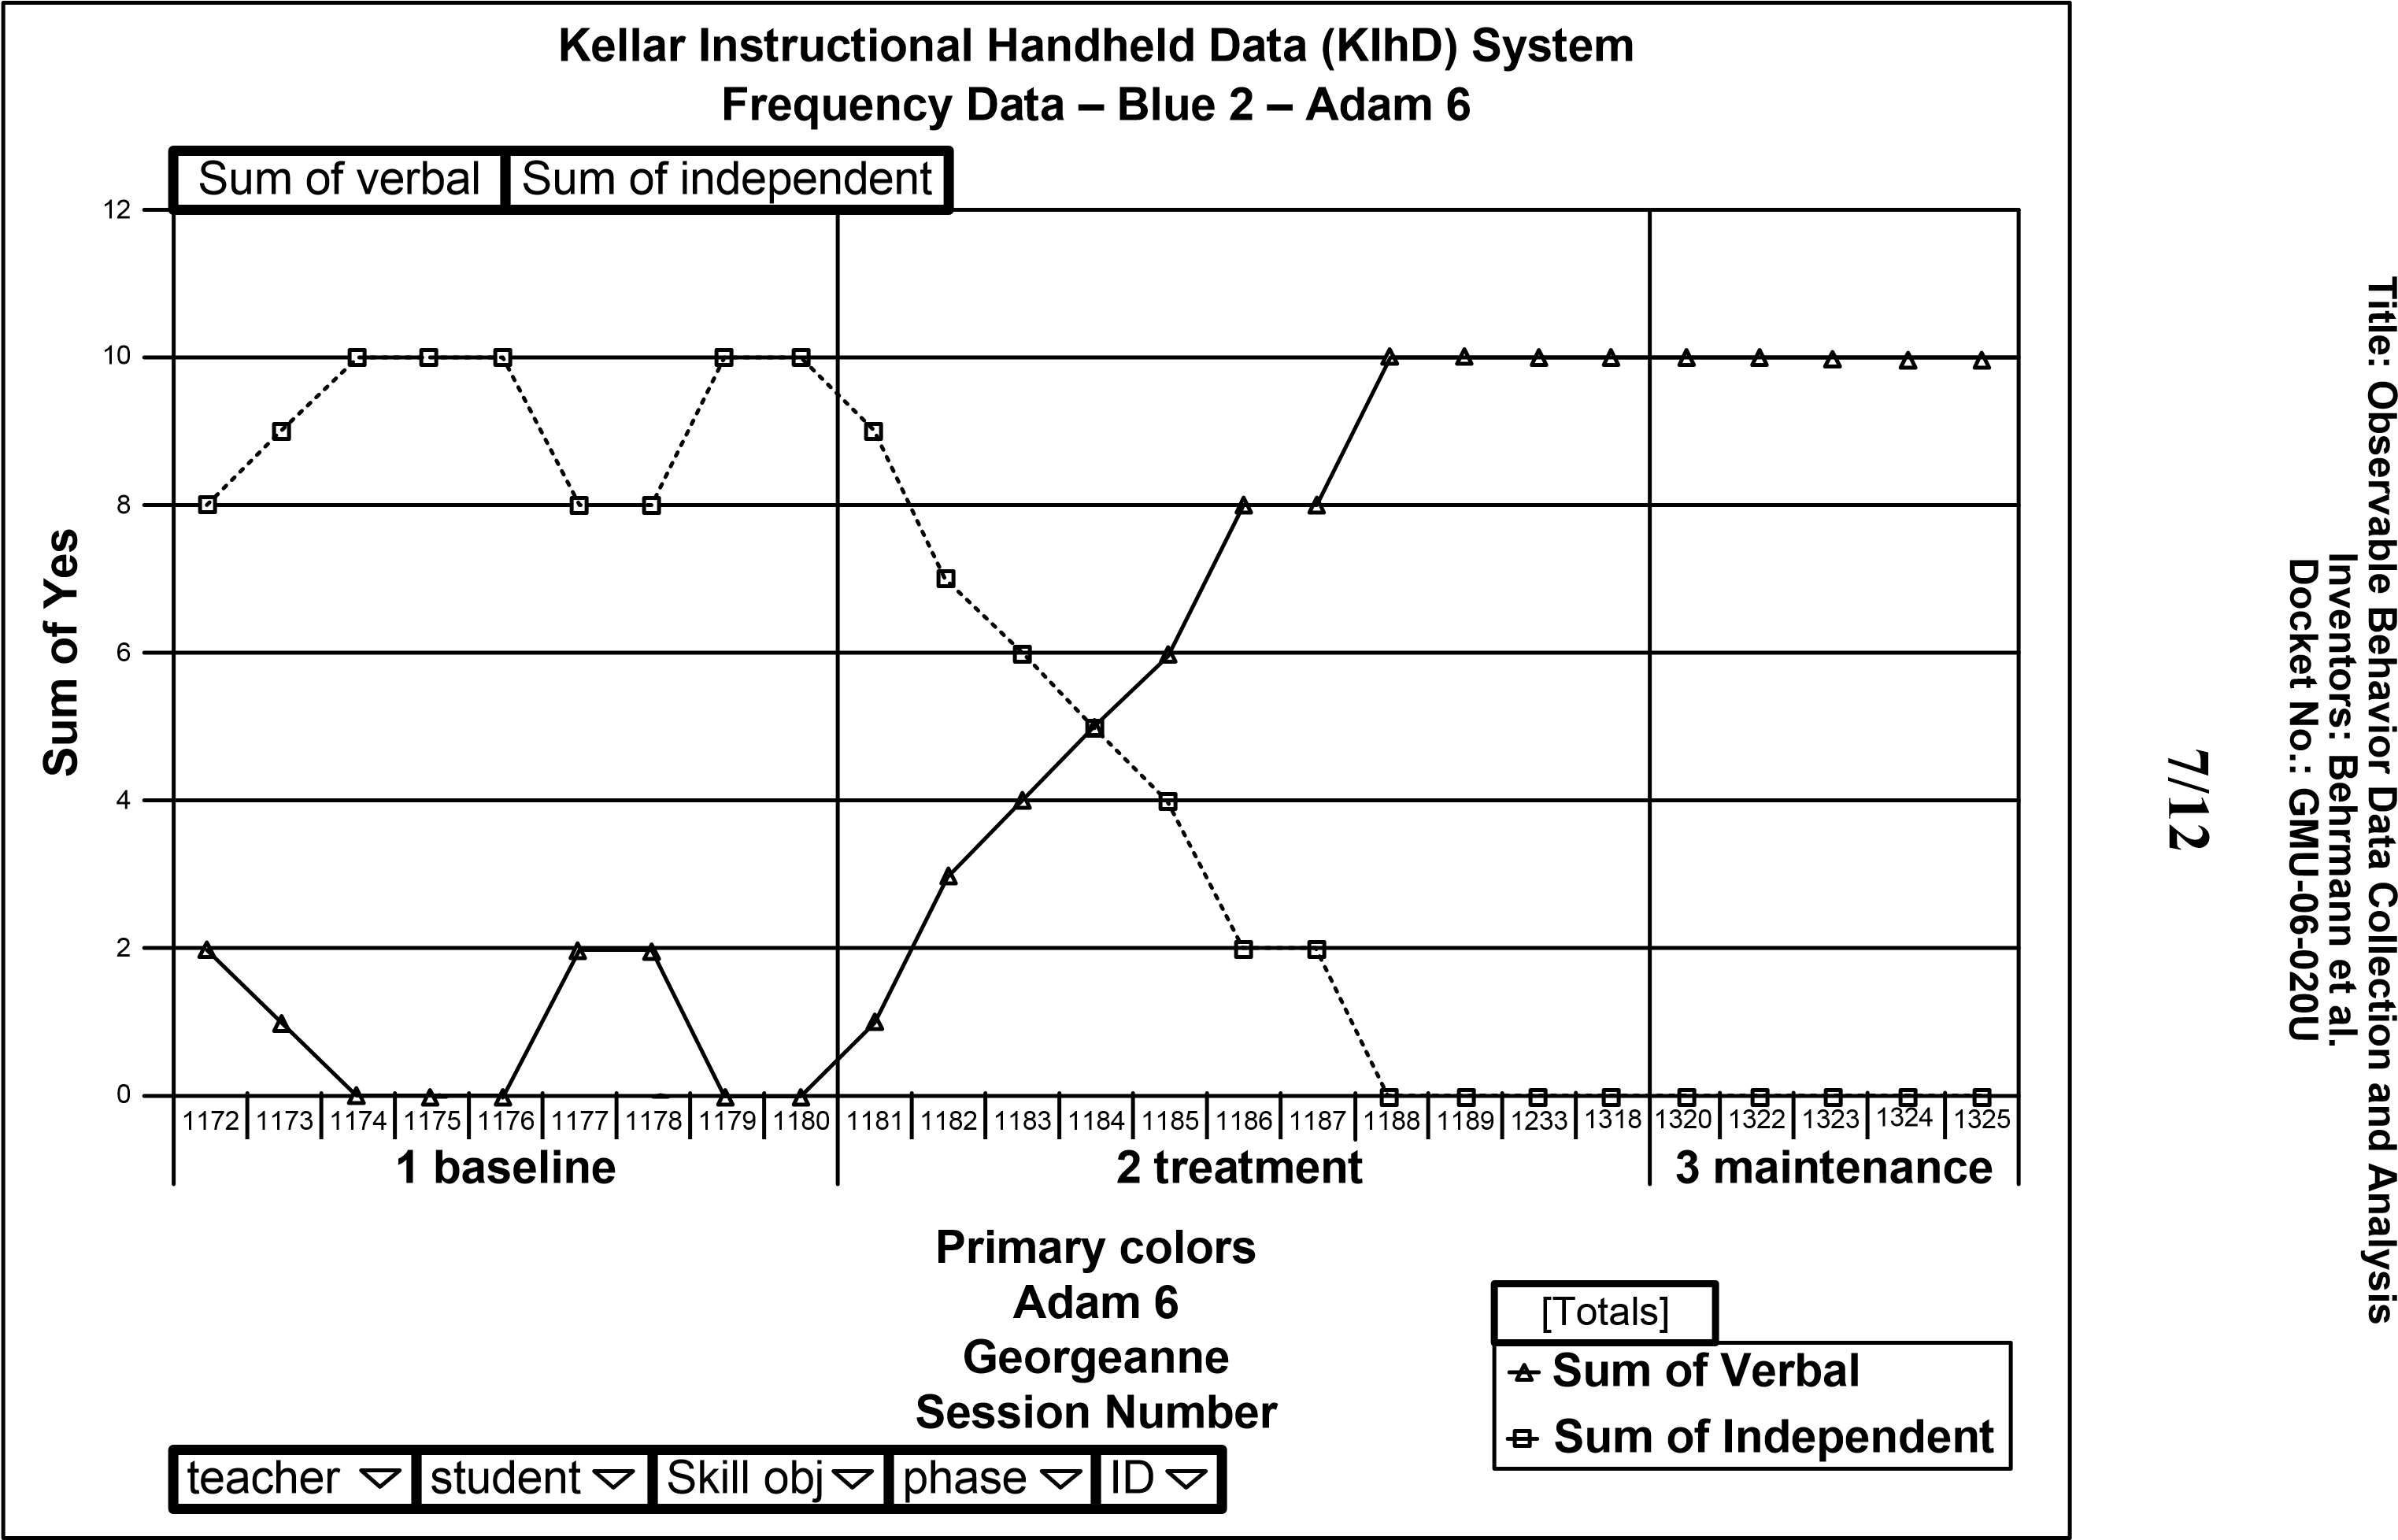 Kellar Instructional Handheld Data (KIhD) System
Frequency Data – Blue 2 – Adam 6
Sum of verbal Sum of independent
12
10
8
6
4
2
0
Sum of Yes
1172 1173 1174 1175 1176 1177 1178 1179 1180 1181 1182 1183 1184 1185 1186 1187 1188 1189 1233 1318 1320 1322 1323 1324 1325
1 baseline 2 treatment 3 maintenance
Primary colors
Adam 6
Georgeanne
Session Number
[Totals]
Sum of Verbal
Sum of Independent
teacher student Skill obj phase ID
7/12
Title: Observable Behavior Data Collection and Analysis
Inventors: Behrmann et al.
Docket No.: GMU-06-020U